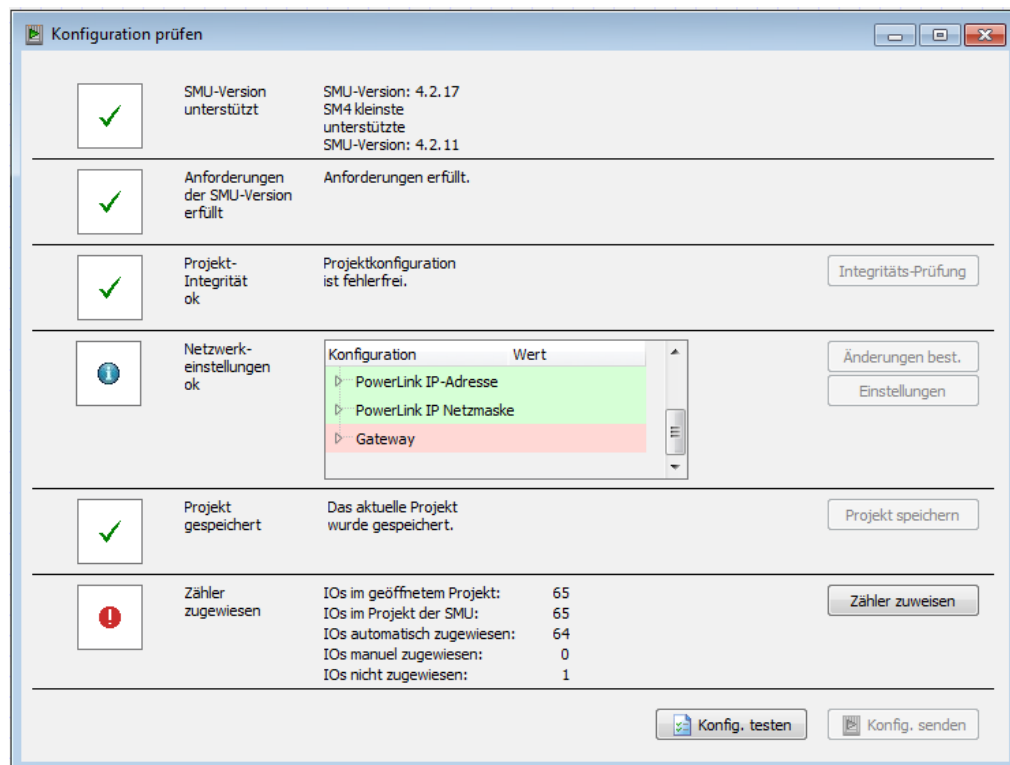 Konfiguration prüfen
SMU-Version
unterstützt
SMU-Version: 4.2.17
SM4 kleinste
unterstützte
SMU-Version: 4.2.11
Anforderungen
der SMU-Version
erfüllt
Anforderungen erfüllt.
Projekt-
Integrität
ok
Projektkonfiguration
ist fehlerfrei.
Integritäts-Prüfung
Netzwerk-
einstellungen
ok
Konfiguration Wert
PowerLink IP-Adresse
PowerLink IP Netzmaske
Gateway
Änderungen best.
Einstellungen
Projekt
gespeichert
Das aktuelle Projekt
wurde gespeichert.
Projekt speichern
Zähler
zugewiesen
IOs im geöffnetem Projekt: 65
IOs im Projekt der SMU: 65
IOs automatisch zugewiesen: 64
IOs manuel zugewiesen: 0
IOs nicht zugewiesen: 1
Zähler zuweisen
Konfig. testen
Konfig. senden